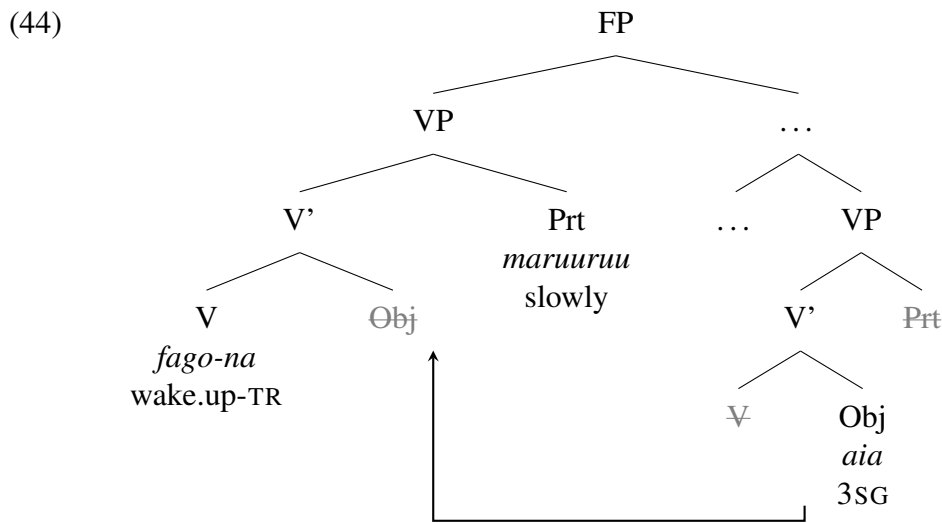 (44) FP
VP ...
V' Prt ... VP
maruuruu
slowly
V Obj V' Prt
fago-na
wake.up-TR
V Obj
aia
3SG